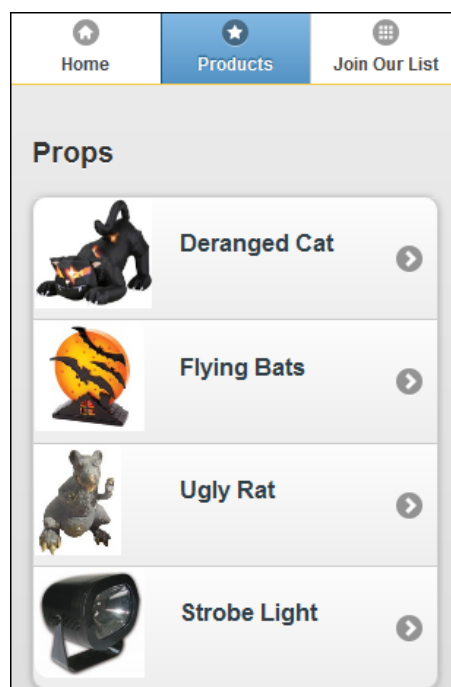 Home
Products
Join Our List
Props
Deranged Cat
Flying Bats
Ugly Rat
Strobe Light